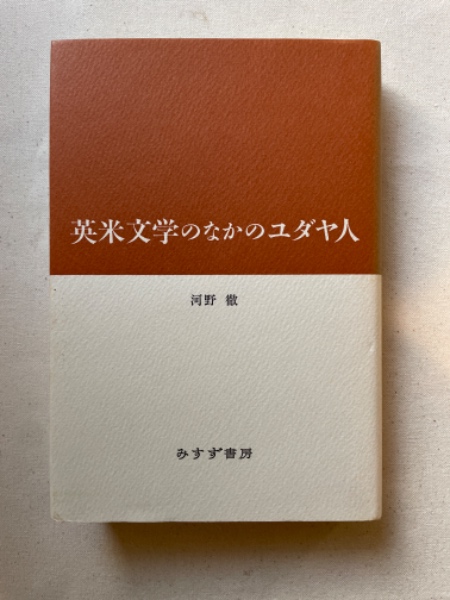 英米文学のなかのユダヤ人
河野 徹
みすず書房